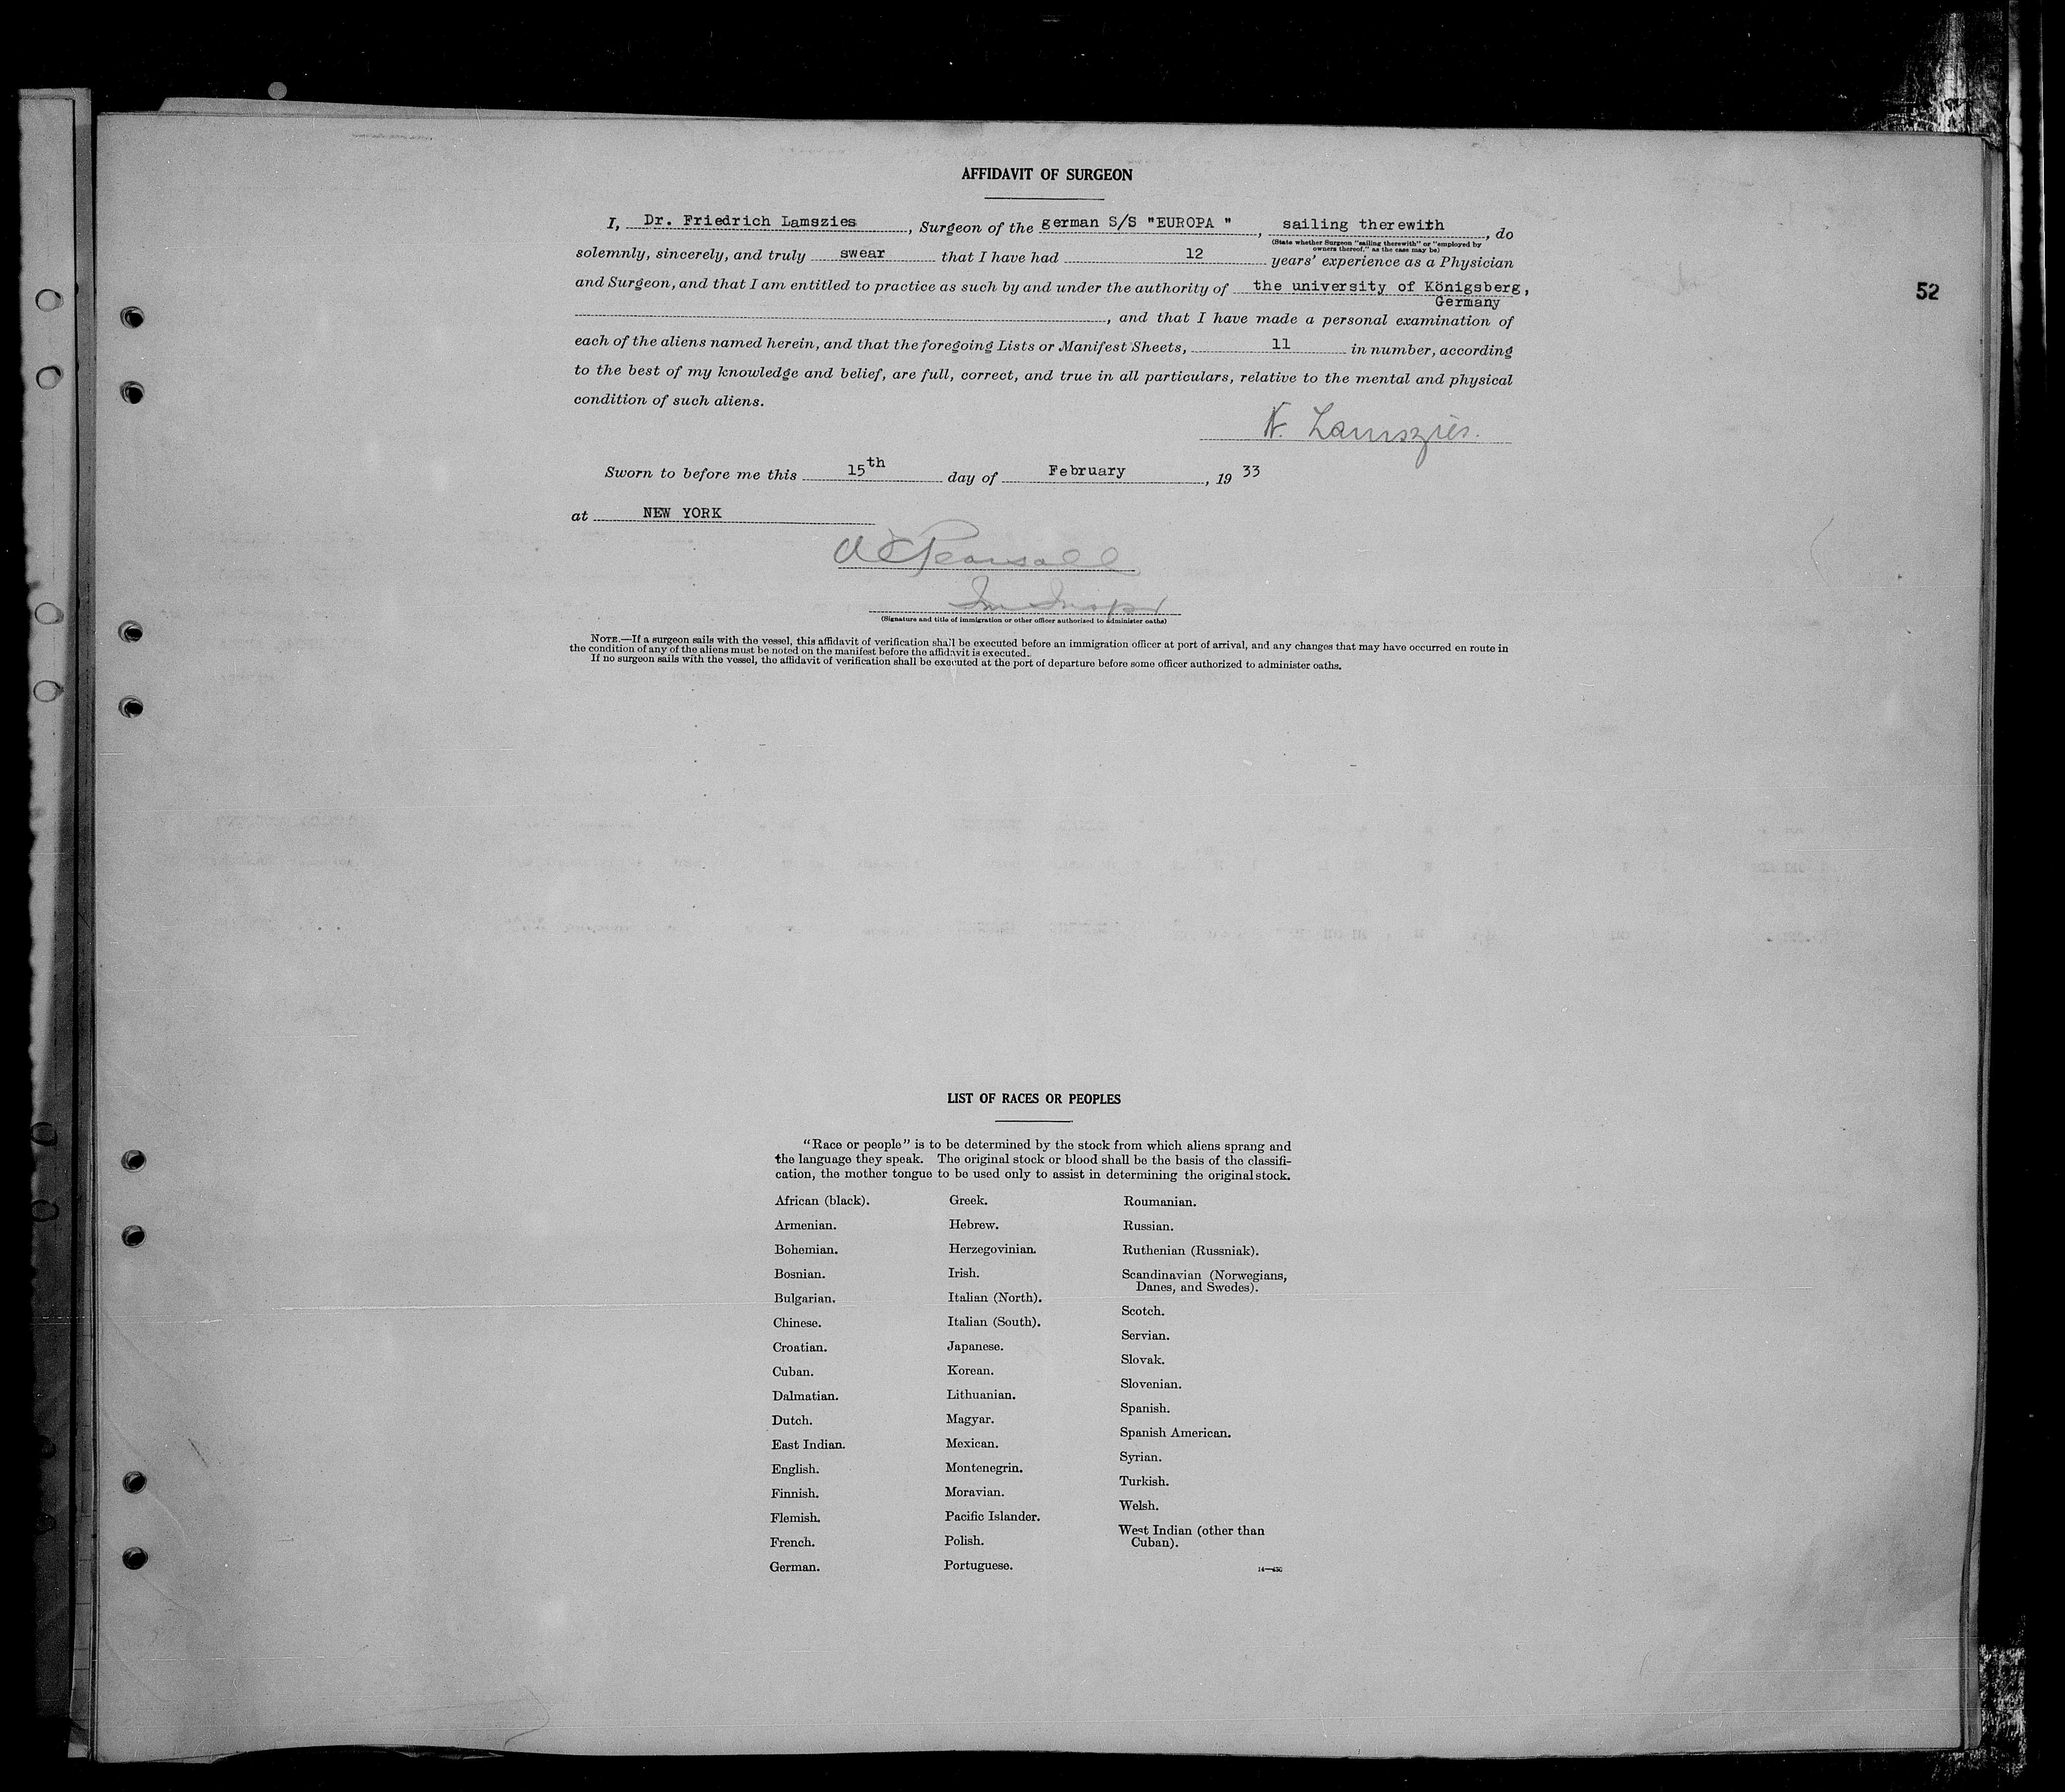 AFFIDAVIT OF SURGEON
I, Dr. Friedrich Lamszies, Surgeon of the german S/S "EUROPA ", sailing therewith, do
(State whether Surgeon "sailing therewith" or "employed by
owners thereof," as the case may be)
solemnly, sincerely, and truly swear that I have had 12 years' experience as a Physician
and Surgeon, and that I am entitled to practice as such by and under the authority of the university of Königsberg,
Germany
, and that I have made a personal examination of
52
each of the aliens named herein, and that the foregoing Lists or Manifest Sheets, 11 in number, according
to the best of my knowledge and belief, are full, correct, and true in all particulars, relative to the mental and physical
condition of such aliens.
Lamszies.
Sworn to before me this 15th day of February, 19 33
at NEW YORK
Pearsall
(Signature and title of immigration or other officer authorized to administer oaths)
NOTE.—If a surgeon sails with the vessel, this affidavit of verification shall be executed before an immigration officer at port of arrival, and any changes that may have occurred en route in
the condition of any of the aliens must be noted on the manifest before the affidavit is executed.
If no surgeon sails with the vessel, the affidavit of verification shall be executed at the port of departure before some officer authorized to administer oaths.
LIST OF RACES OR PEOPLES
"Race or people" is to be determined by the stock from which aliens sprang and
the language they speak. The original stock or blood shall be the basis of the classifi-
cation, the mother tongue to be used only to assist in determining the original stock.
African (black).
Armenian.
Bohemian.
Bosnian.
Bulgarian.
Chinese.
Croatian.
Cuban.
Dalmatian.
Dutch.
East Indian.
English.
Finnish.
Flemish.
French.
German.
Greek.
Hebrew.
Herzegovinian.
Irish.
Italian (North).
Italian (South).
Japanese.
Korean.
Lithuanian.
Magyar.
Mexican.
Montenegrin.
Moravian.
Pacific Islander.
Polish.
Portuguese.
Roumanian.
Russian.
Ruthenian (Russniak).
Scandinavian (Norwegians,
Danes, and Swedes).
Scotch.
Servian.
Slovak.
Slovenian.
Spanish.
Spanish American.
Syrian.
Turkish.
Welsh.
West Indian (other than
Cuban).